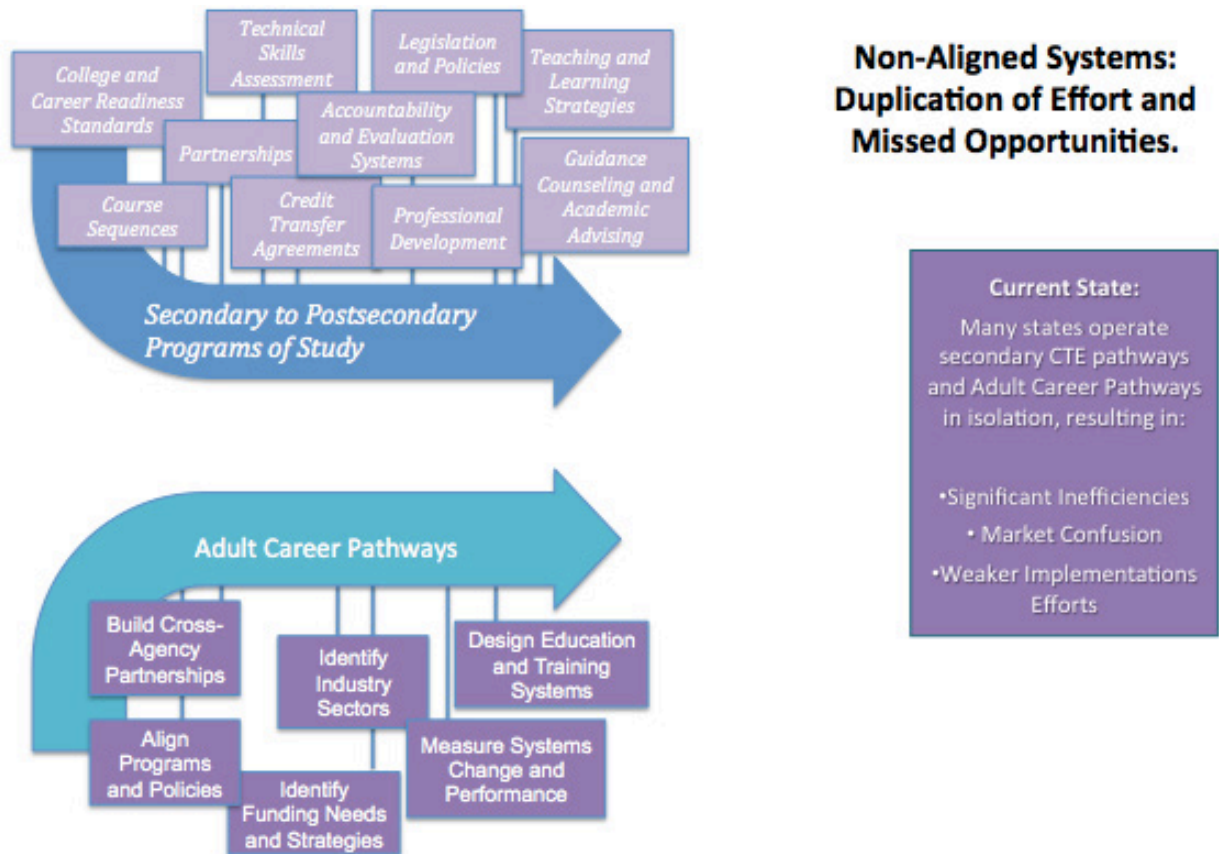 College and
Career Readiness
Standards
Technical
Skills
Assessment
Legislation
and Policies
Teaching and
Learning
Strategies
Partnerships
Accountability
and Evaluation
Systems
Course
Sequences
Credit
Transfer
Agreements
Professional
Development
Guidance
Counseling and
Academic
Advising
Secondary to Postsecondary
Programs of Study
Adult Career Pathways
Build Cross-
Agency
Partnerships
Identify
Industry
Sectors
Design Education
and Training
Systems
Align
Programs
and Policies
Identify
Funding Needs
and Strategies
Measure Systems
Change and
Performance
Non-Aligned Systems:
Duplication of Effort and
Missed Opportunities.
Current State:
Many states operate
secondary CTE pathways
and Adult Career Pathways
in isolation, resulting in:
•Significant Inefficiencies
• Market Confusion
•Weaker Implementations
Efforts